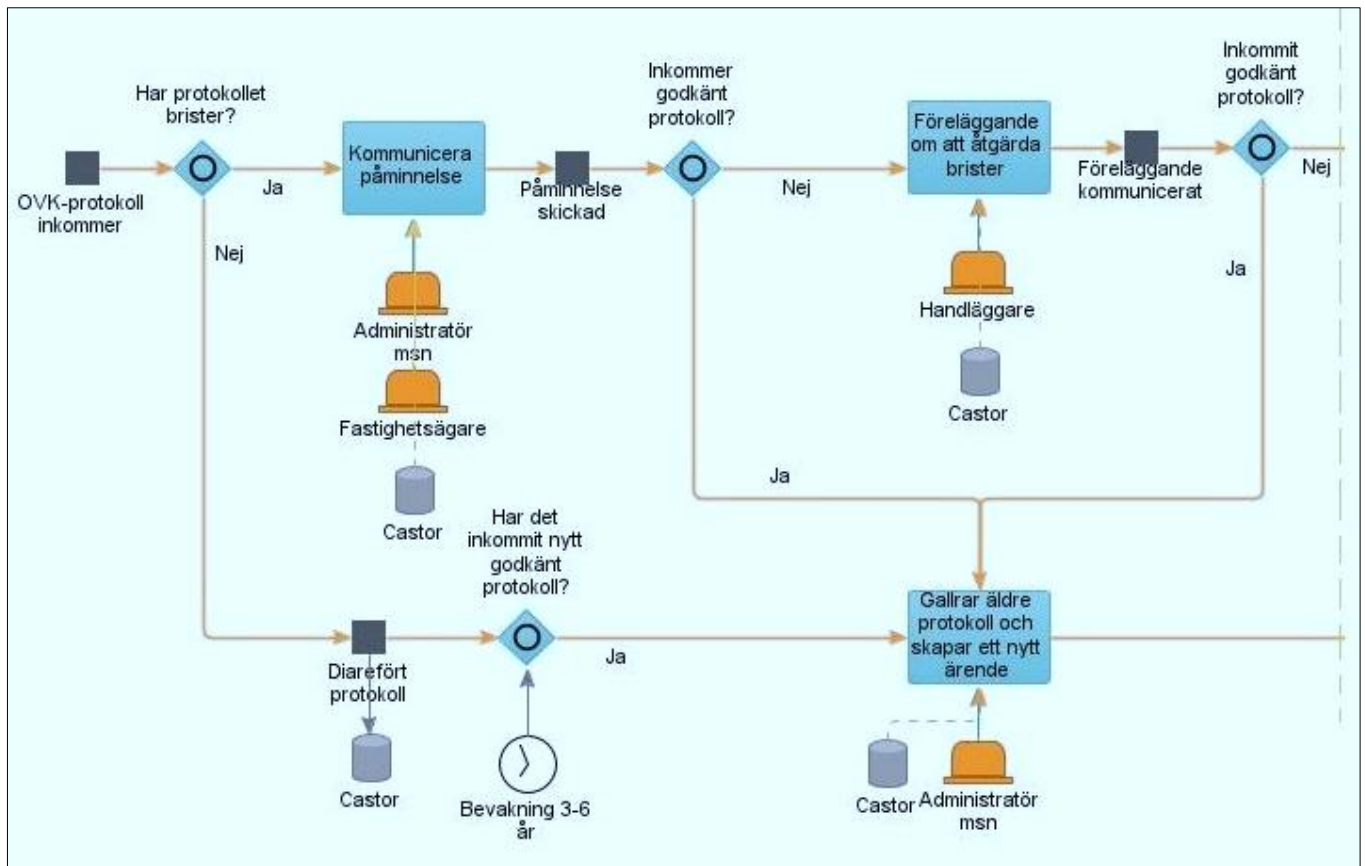 Har protokollet
brister?
Inkommer
godkänt
protokoll?
Inkommit
godkänt
protokoll?
OVK-protokoll
inkommer
Ja
Nej
Kommunicera
påminnelse
Påminnelse
skickad
Nej
Föreläggande
om att åtgärda
brister
Föreläggande
kommunicerat
Nej
Ja
Administratör
msn
Fastighetsägare
Castor
Handläggare
Castor
Ja
Har det
inkommit nytt
godkänt
protokoll?
Diarefört
protokoll
Castor
Ja
Bevakning 3-6
år
Gallrar äldre
protokoll och
skapar ett nytt
ärende
Castor
Administratör
msn